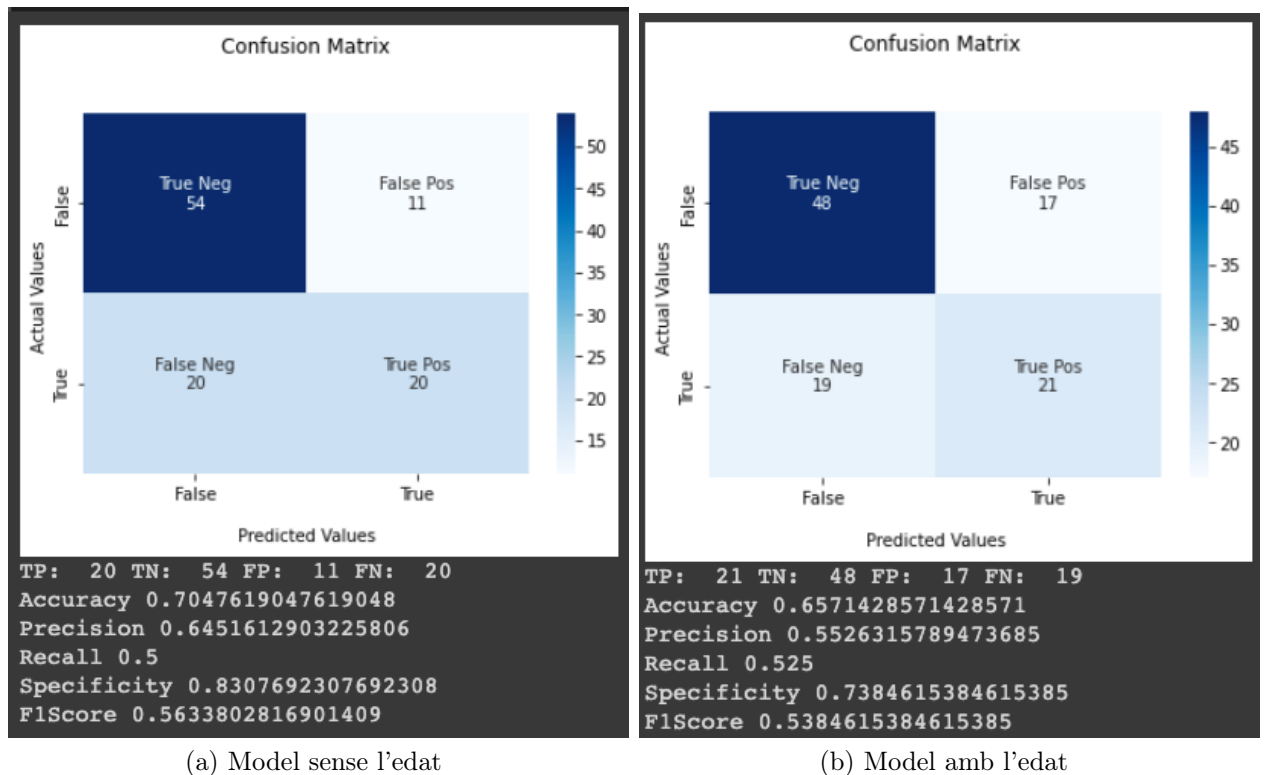 Confusion Matrix
True Neg
54
False Pos
11
False Neg
20
True Pos
20
False
True
Actual Values
False
True
Predicted Values
50
45
40
35
30
25
20
15
TP: 20 TN: 54 FP: 11 FN: 20
Accuracy 0.7047619047619048
Precision 0.6451612903225806
Recall 0.5
Specificity 0.8307692307692308
F1Score 0.5633802816901409
(a) Model sense l'edat
Confusion Matrix
True Neg
48
False Pos
17
False Neg
19
True Pos
21
False
True
Actual Values
False
True
Predicted Values
45
40
35
30
25
20
TP: 21 TN: 48 FP: 17 FN: 19
Accuracy 0.6571428571428571
Precision 0.5526315789473685
Recall 0.525
Specificity 0.7384615384615385
F1Score 0.5384615384615385
(b) Model amb l'edat